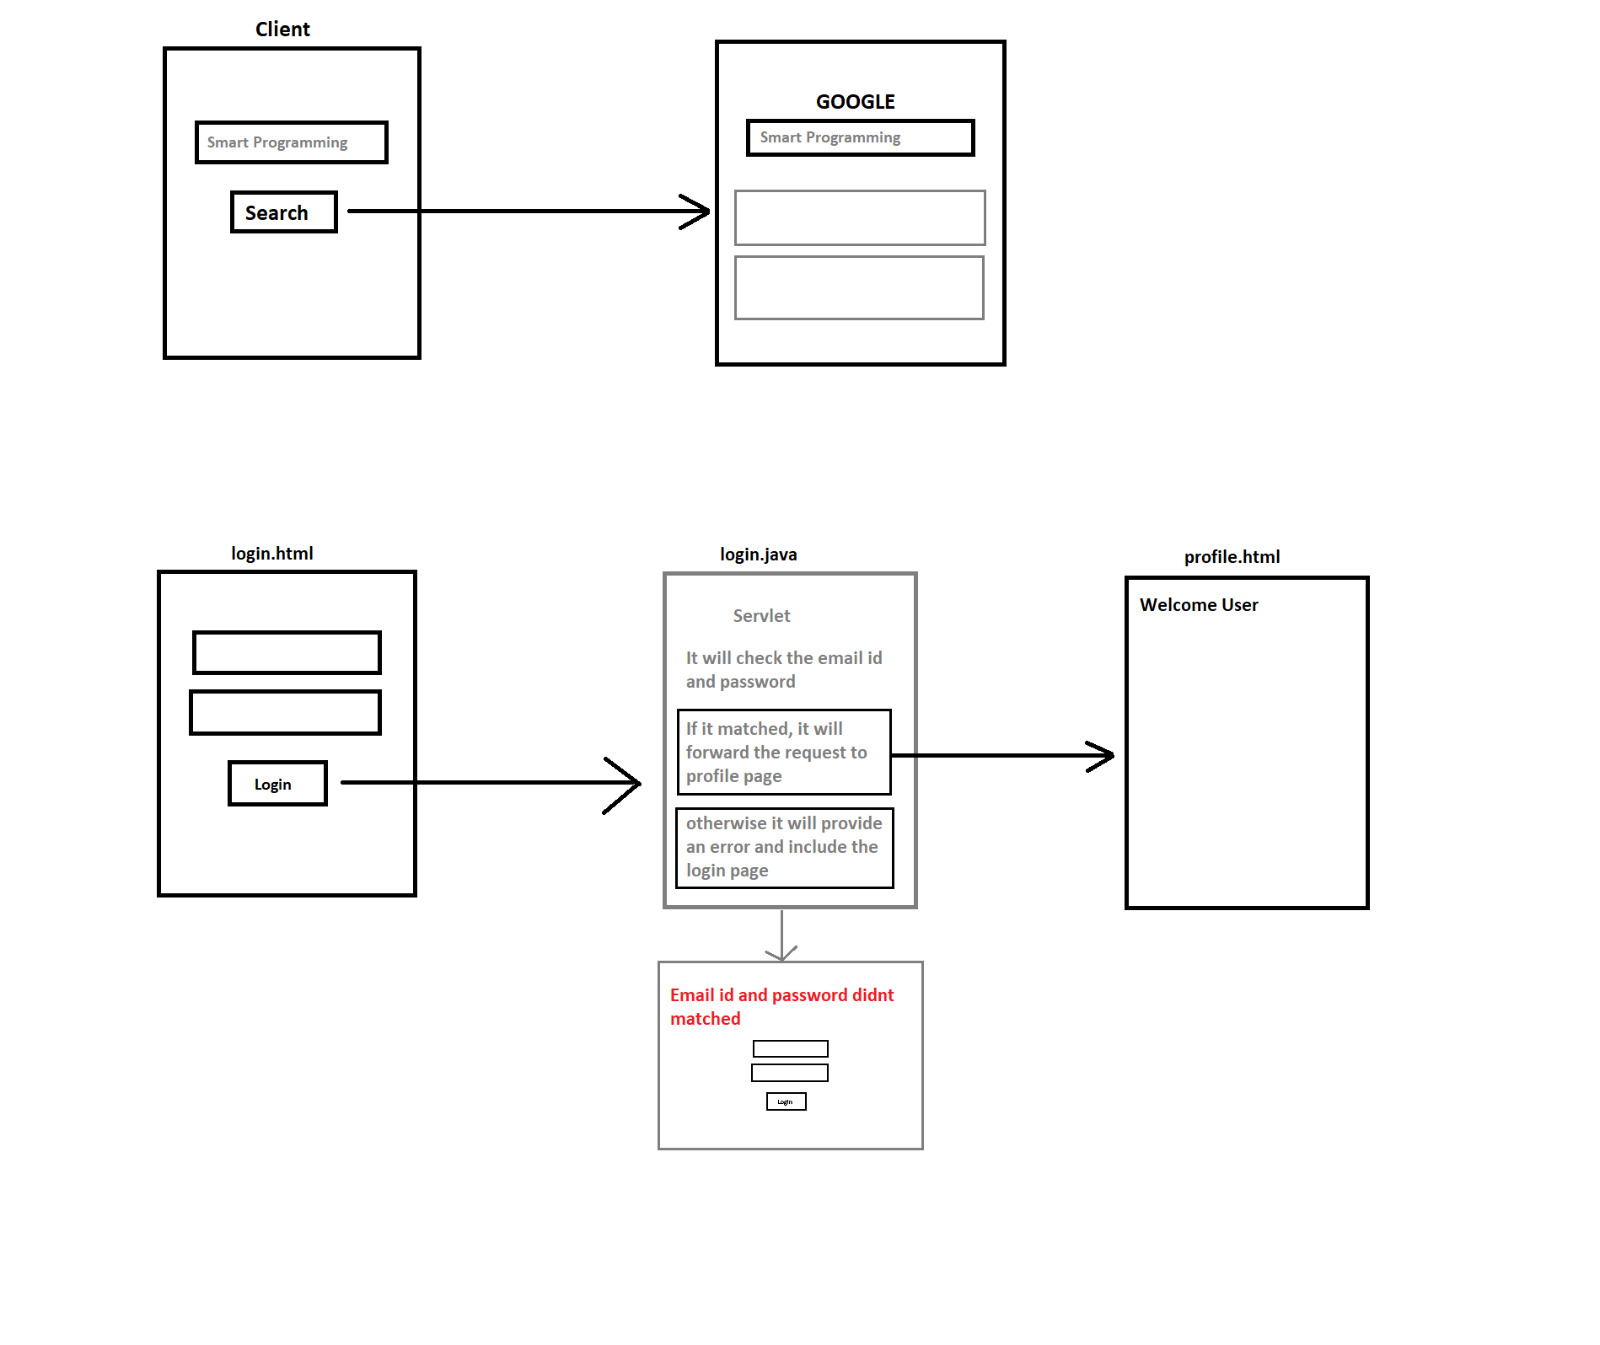 Client
Smart Programming
Search
GOOGLE
Smart Programming
login.html
Login
login.java
Servlet
It will check the email id
and password
If it matched, it will
forward the request to
profile page
otherwise it will provide
an error and include the
login page
profile.html
Welcome User
Email id and password didnt
matched
Login